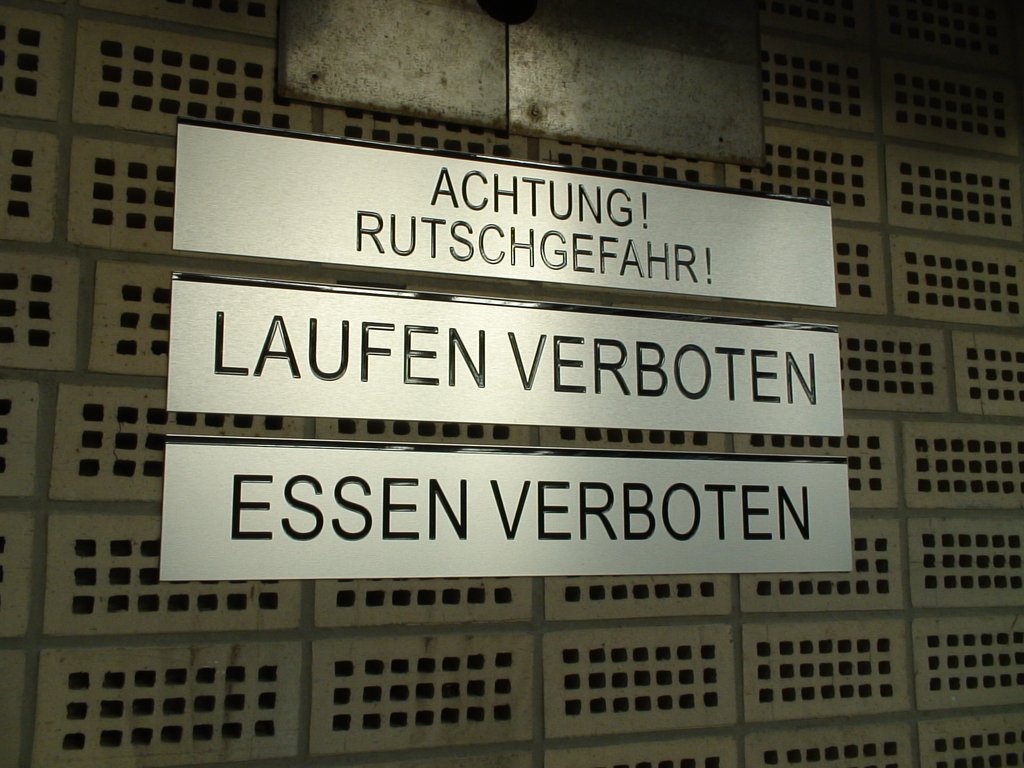 ACHTUNG!
RUTSCHGEFAHR!
LAUFEN VERBOTEN
ESSEN VERBOTEN